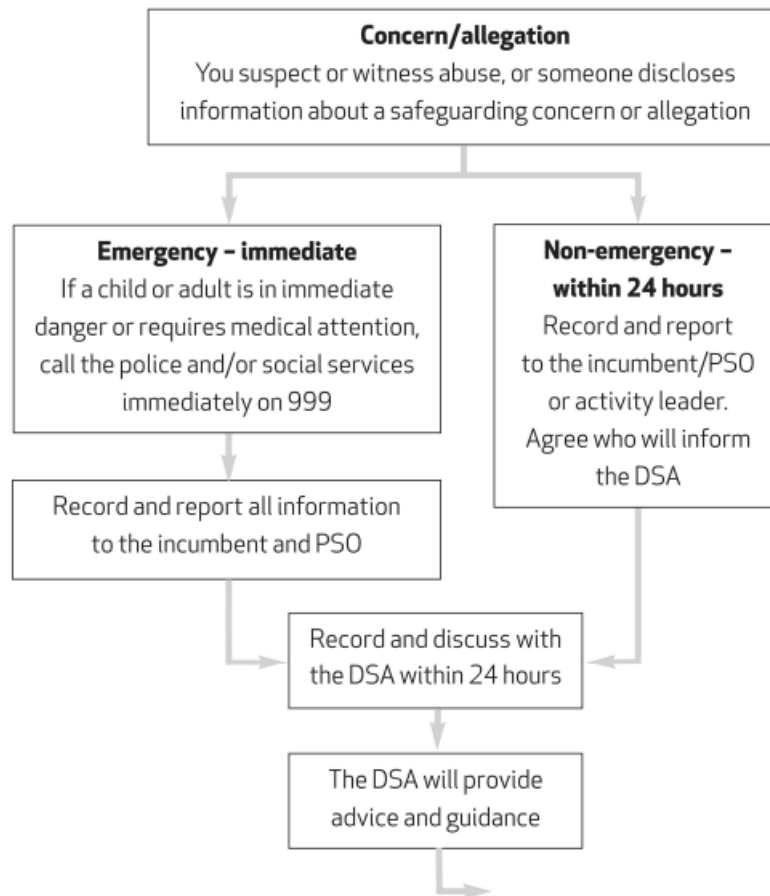 Concern/allegation
You suspect or witness abuse, or someone discloses
information about a safeguarding concern or allegation
Emergency – immediate
If a child or adult is in immediate
danger or requires medical attention,
call the police and/or social services
immediately on 999
Non-emergency –
within 24 hours
Record and report
to the incumbent/PSO
or activity leader.
Agree who will inform
the DSA
Record and report all information
to the incumbent and PSO
Record and discuss with
the DSA within 24 hours
The DSA will provide
advice and guidance